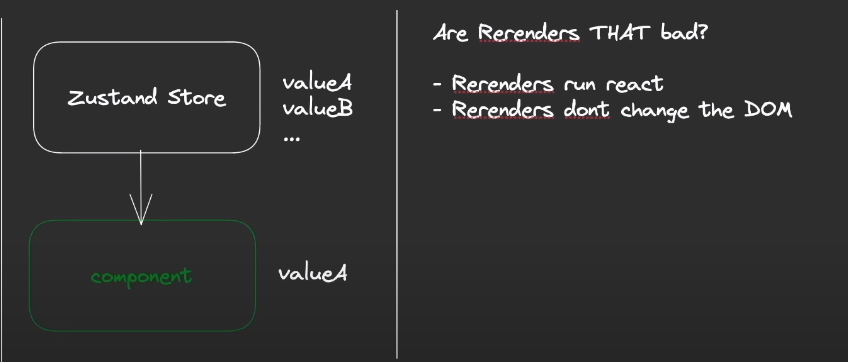 Zustand Store
valueA
valueB
...
component
valueA
Are Rerenders THAT bad?
- Rerenders run react
- Rerenders dont change the DOM